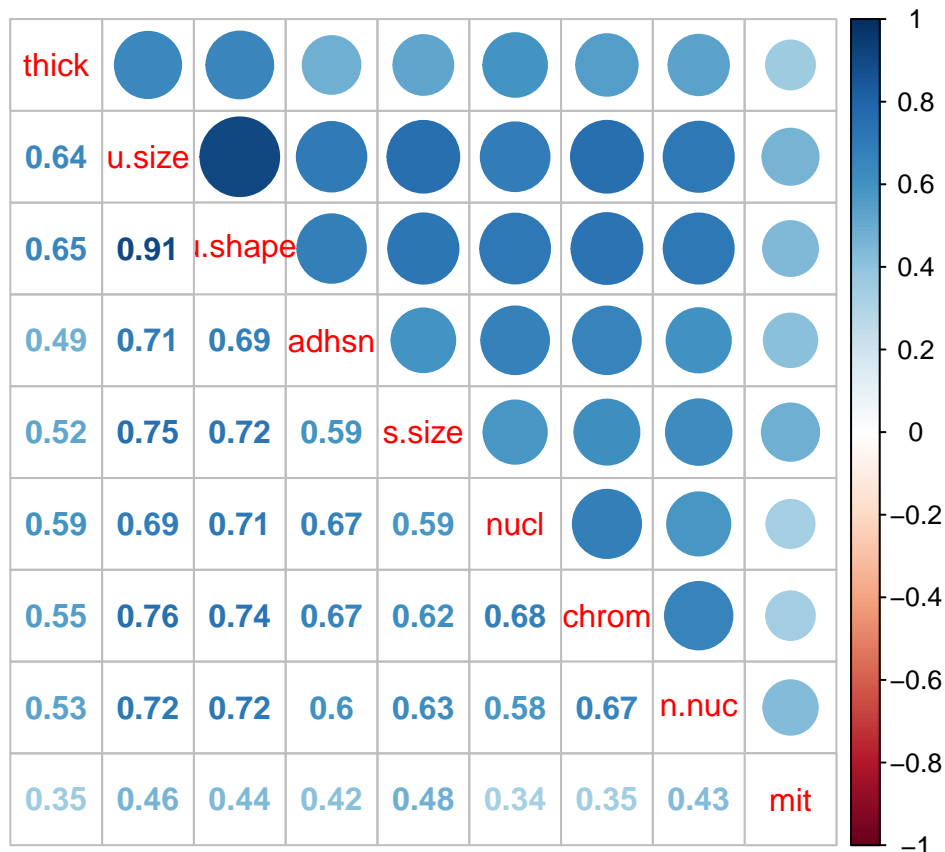 thick
0.64 u.size
0.65 0.91 u.shape
0.49 0.71 0.69 adhsn
0.52 0.75 0.72 0.59 s.size
0.59 0.69 0.71 0.67 0.59 nucl
0.55 0.76 0.74 0.67 0.62 0.68 chrom
0.53 0.72 0.72 0.6 0.63 0.58 0.67 n.nuc
0.35 0.46 0.44 0.42 0.48 0.34 0.35 0.43 mit
1
0.8
0.6
0.4
0.2
0
−0.2
−0.4
−0.6
−0.8
−1